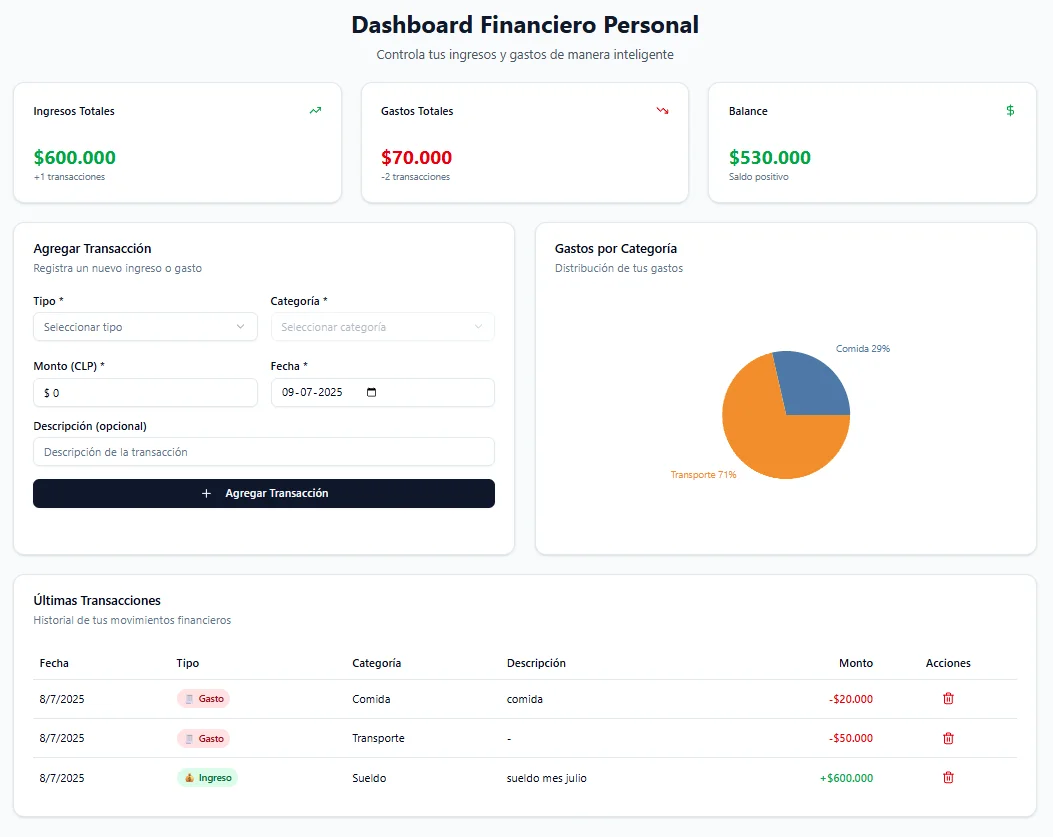 Dashboard Financiero Personal
Controla tus ingresos y gastos de manera inteligente
Ingresos Totales
$600.000
+1 transacciones
Gastos Totales
$70.000
-2 transacciones
Balance
$
$530.000
Saldo positivo
Agregar Transacción
Registra un nuevo ingreso o gasto
Tipo *
Categoría *
Seleccionar tipo
Seleccionar categoría
Monto (CLP) *
Fecha *
$ 0
09-07-2025
Descripción (opcional)
Descripción de la transacción
+ Agregar Transacción
Gastos por Categoría
Distribución de tus gastos
Comida 29%
Transporte 71%
Últimas Transacciones
Historial de tus movimientos financieros
Fecha Tipo Categoría Descripción Monto Acciones
8/7/2025 Gasto Comida comida -$20.000
8/7/2025 Gasto Transporte - -$50.000
8/7/2025 Ingreso Sueldo sueldo mes julio +$600.000